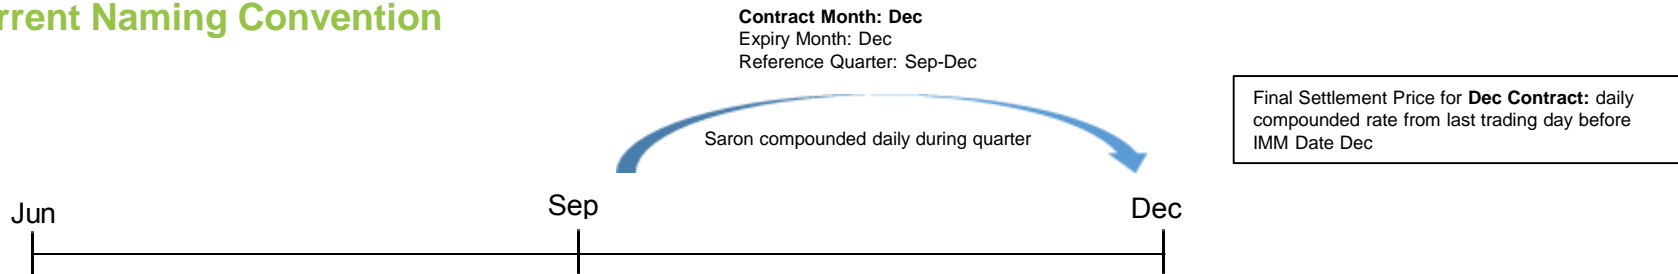 rrent Naming Convention
Contract Month: Dec
Expiry Month: Dec
Reference Quarter: Sep-Dec
Final Settlement Price for Dec Contract: daily
compounded rate from last trading day before
IMM Date Dec
Saron compounded daily during quarter
Jun
Sep
Dec